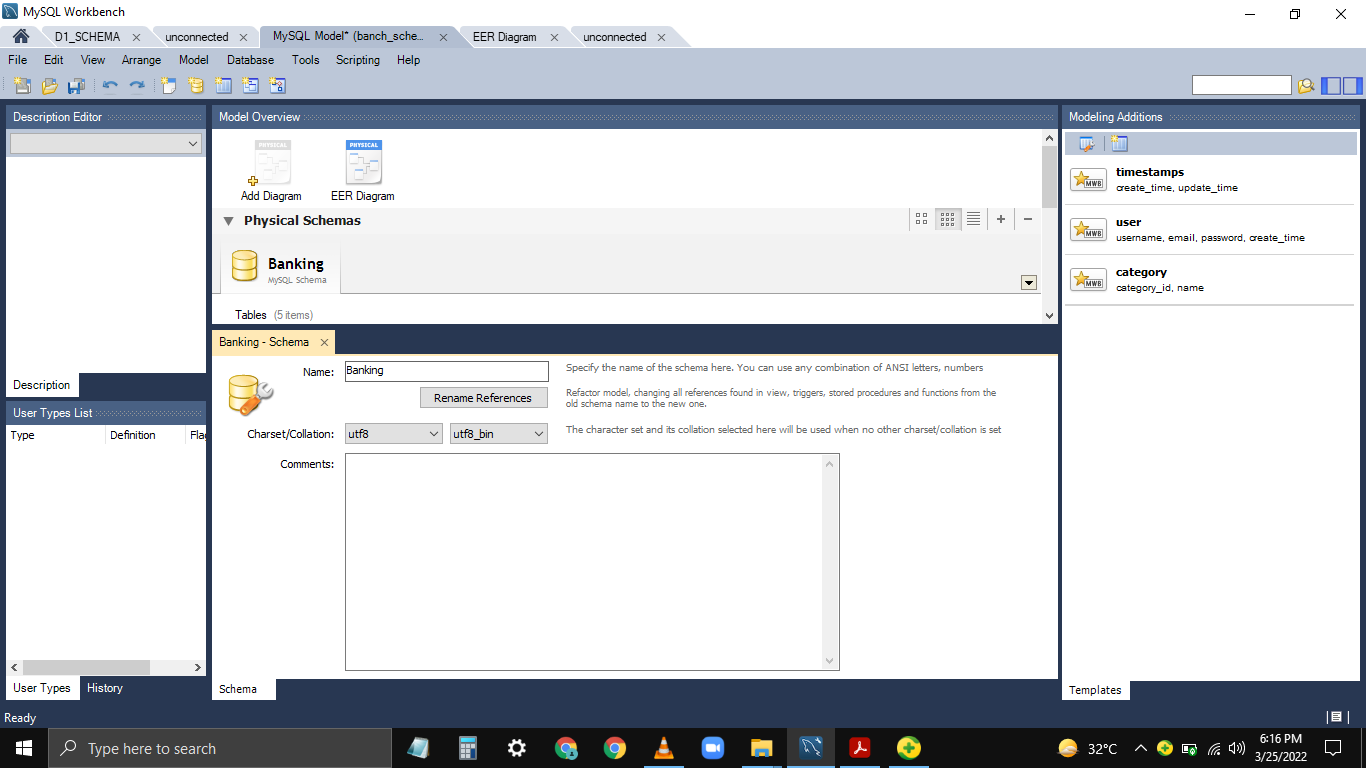 MySQL Workbench
D1_SCHEMA
unconnected
MySQL Model* (banch_sche...
EER Diagram
unconnected
File Edit View Arrange Model Database Tools Scripting Help
Description Editor
Description
User Types List
Type Definition Flag
User Types History
Model Overview
PHYSICAL
Add Diagram
PHYSICAL
EER Diagram
Physical Schemas
Banking
MySQL Schema
Tables (5 items)
Banking - Schema
Name: Banking
Specify the name of the schema here. You can use any combination of ANSI letters, numbers
Rename References
Refactor model, changing all references found in view, triggers, stored procedures and functions from the
old schema name to the new one.
Charset/Collation: utf8 utf8_bin
The character set and its collation selected here will be used when no other charset/collation is set
Comments:
Schema
Modeling Additions
MWB
timestamps
create_time, update_time
MWB
user
username, email, password, create_time
MWB
category
category_id, name
Templates
Ready
Type here to search
32°C
6:16 PM
3/25/2022